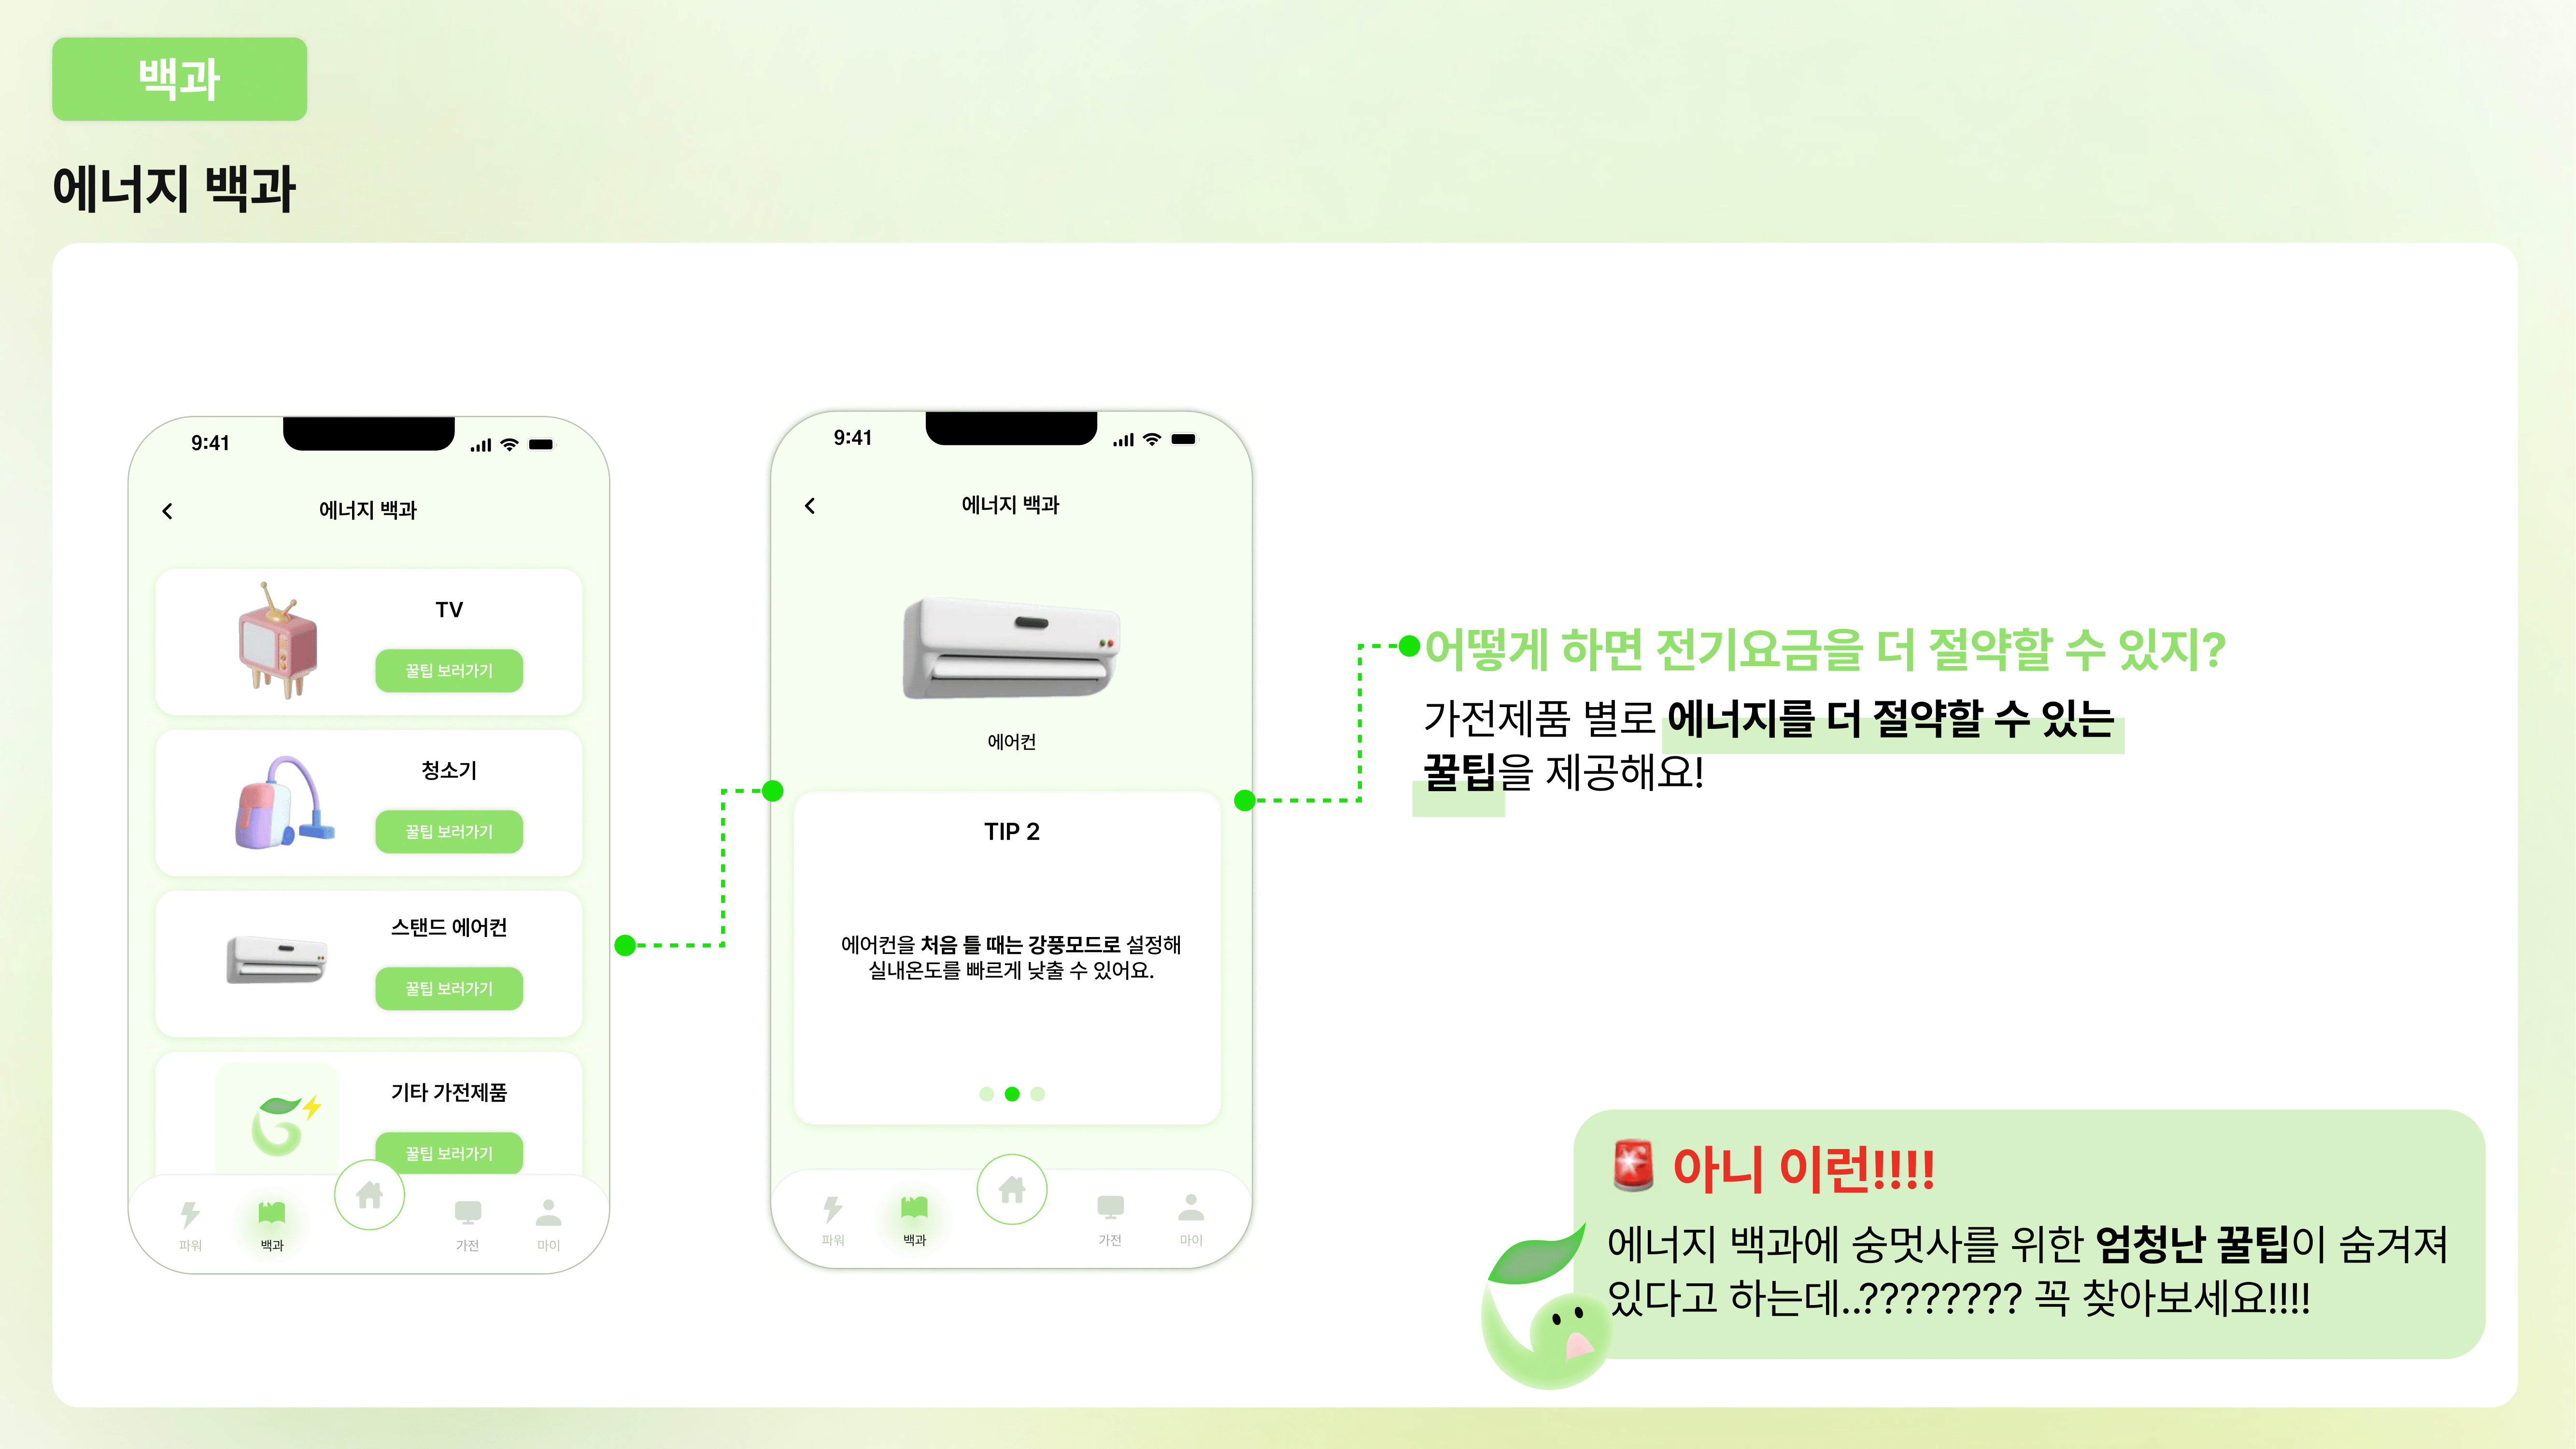 백과
에너지 백과
9:41
에너지 백과
TV
꿀팁 보러가기
청소기
꿀팁 보러가기
스탠드 에어컨
꿀팁 보러가기
기타 가전제품
꿀팁 보러가기
파워
백과
가전
마이
9:41
에너지 백과
에어컨
TIP 2
에어컨을 처음 틀 때는 강풍모드로 설정해
실내온도를 빠르게 낮출 수 있어요.
파워
백과
가전
마이
어떻게 하면 전기요금을 더 절약할 수 있지?
가전제품 별로 에너지를 더 절약할 수 있는
꿀팁을 제공해요!
아니 이런!!!!
에너지 백과에 숭멋사를 위한 엄청난 꿀팁이 숨겨져
있다고 하는데..???????? 꼭 찾아보세요!!!!